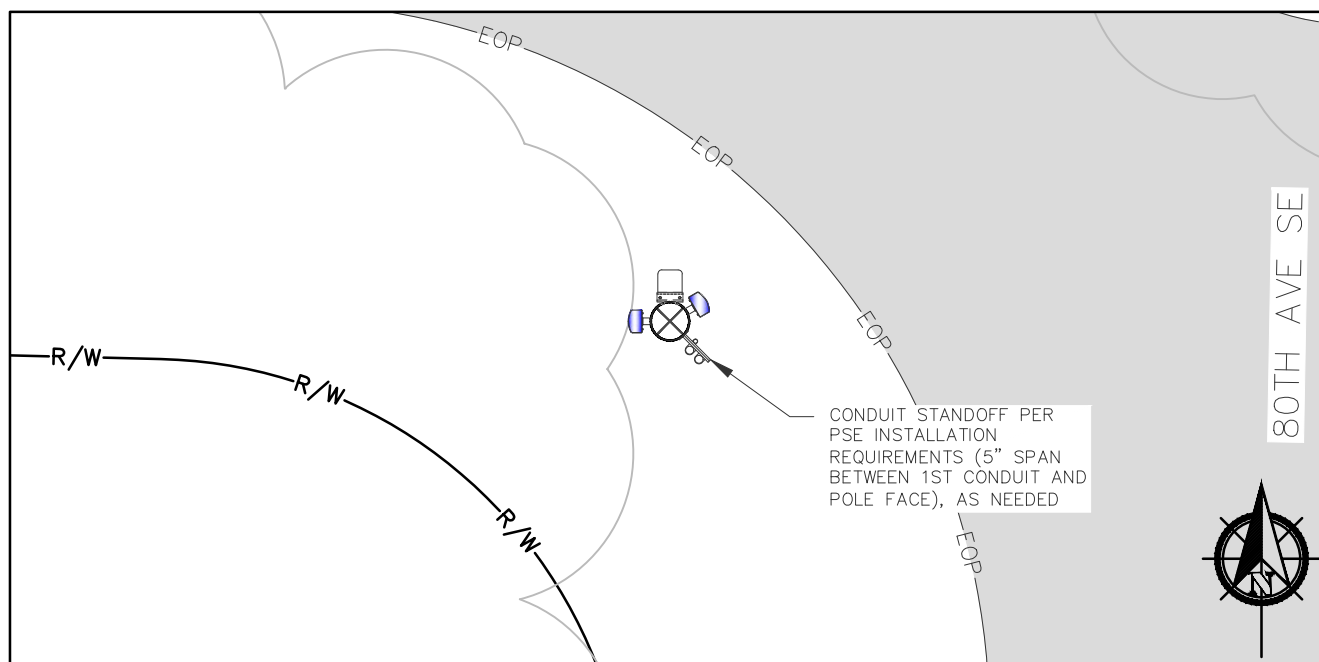 EOP
EOP
80TH AVE SE
EOP
R/W
R/W
CONDUIT STANDOFF PER
PSE INSTALLATION
REQUIREMENTS (5” SPAN
BETWEEN 1ST CONDUIT AND
POLE FACE), AS NEEDED
R/W
EOP
N